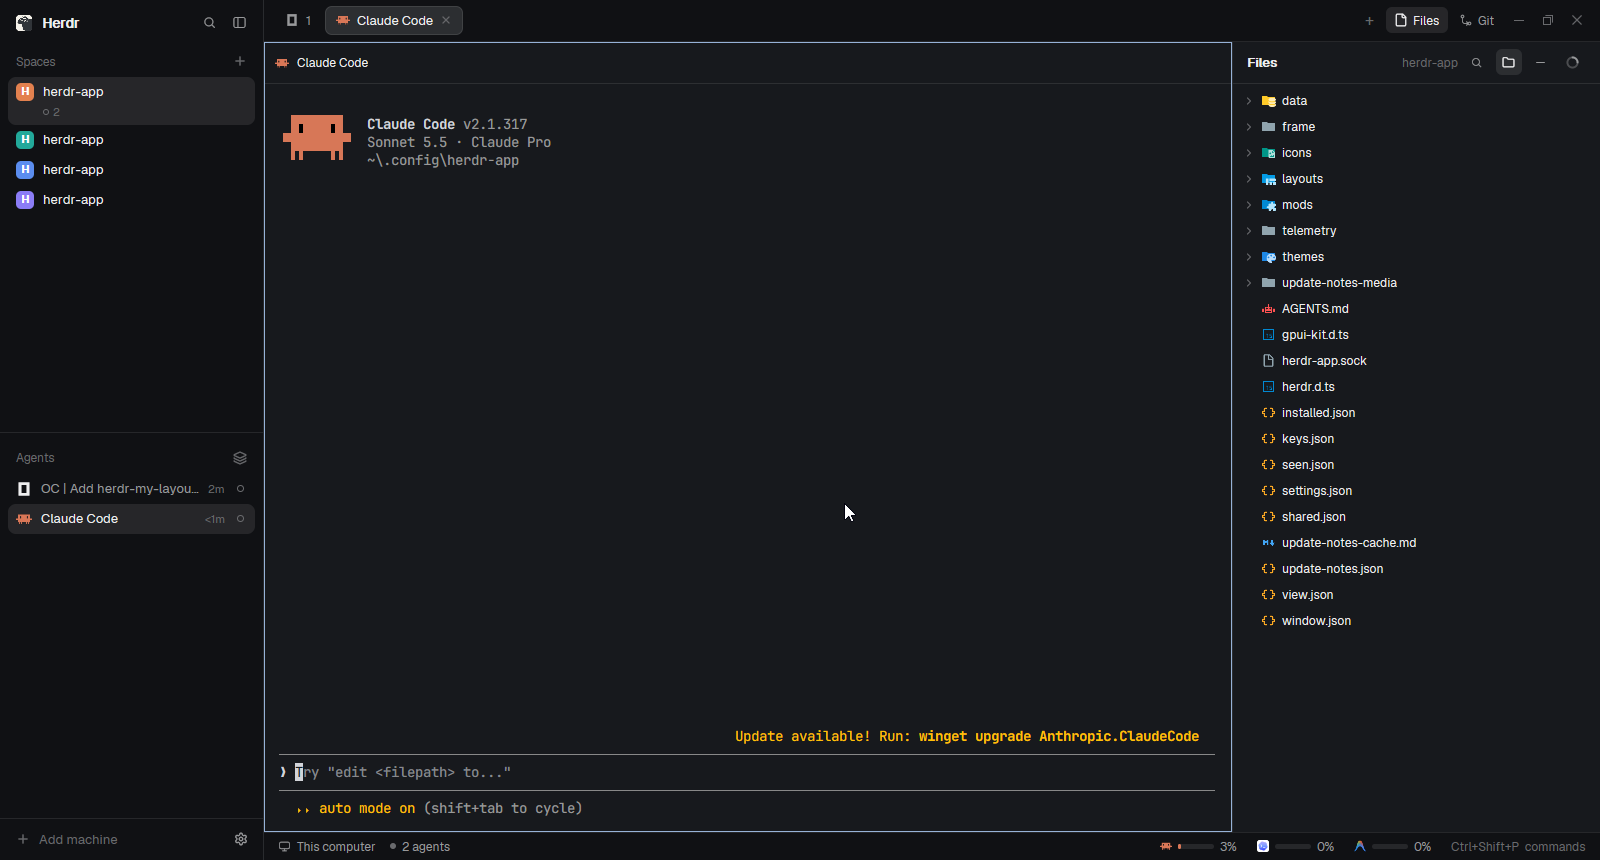 Herdr
Spaces
H herdr-app
2
H herdr-app
H herdr-app
H herdr-app
Agents
OC | Add herdr-my-layou... 2m
Claude Code <1m
Add machine
1
Claude Code
Files
Git
Claude Code
Claude Code v2.1.317
Sonnet 5.5 · Claude Pro
~\.config\herdr-app
Update available! Run: winget upgrade Anthropic.ClaudeCode
❯ Try "edit <filepath> to..."
auto mode on (shift+tab to cycle)
Files herdr-app
data
frame
icons
layouts
mods
telemetry
themes
update-notes-media
AGENTS.md
gpui-kit.d.ts
herdr-app.sock
herdr.d.ts
installed.json
keys.json
seen.json
settings.json
shared.json
update-notes-cache.md
update-notes.json
view.json
window.json
This computer 2 agents
3% 0% 0% Ctrl+Shift+P commands